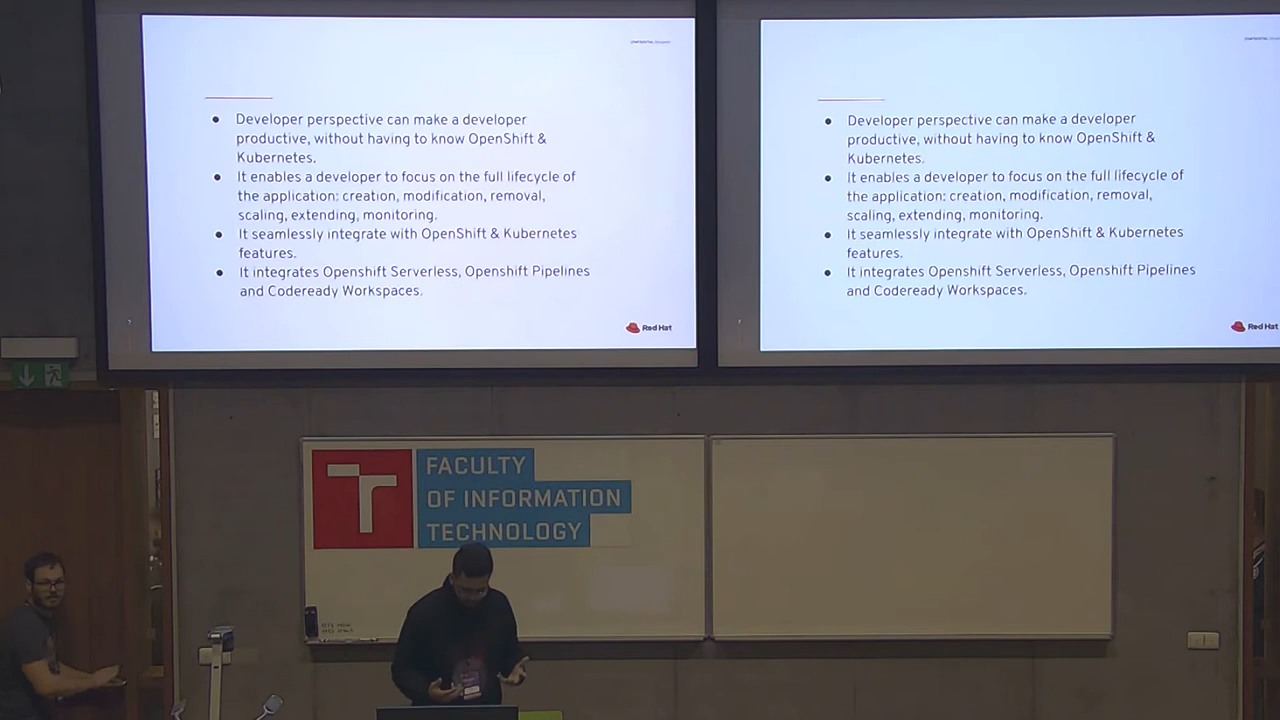 CONFIDENTIAL Designator
Developer perspective can make a developer
productive, without having to know OpenShift &
Kubernetes.
It enables a developer to focus on the full lifecycle of
the application: creation, modification, removal,
scaling, extending, monitoring.
It seamlessly integrate with OpenShift & Kubernetes
features.
It integrates Openshift Serverless, Openshift Pipelines
and Codeready Workspaces.
Red Hat
Developer perspective can make a developer
productive, without having to know OpenShift &
Kubernetes.
It enables a developer to focus on the full lifecycle of
the application: creation, modification, removal,
scaling, extending, monitoring.
It seamlessly integrate with OpenShift & Kubernetes
features.
It integrates Openshift Serverless, Openshift Pipelines
and Codeready Workspaces.
Red Hat
T
FACULTY
OF INFORMATION
TECHNOLOGY